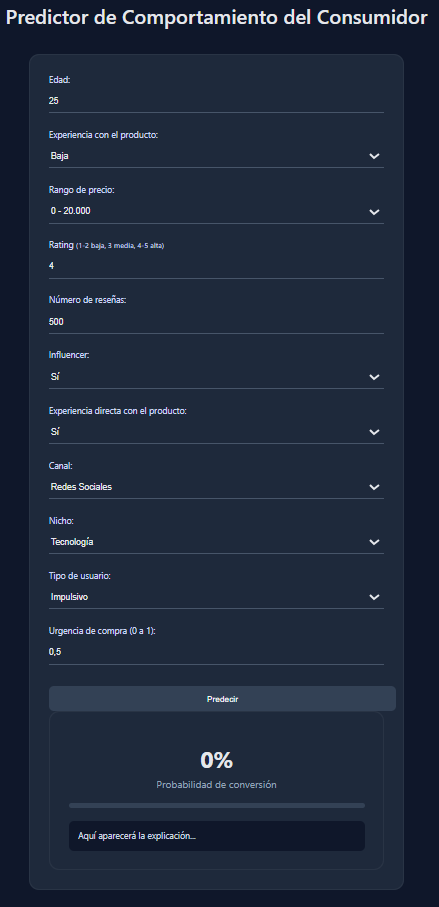 Predictor de Comportamiento del Consumidor
Edad:
25
Experiencia con el producto:
Baja
Rango de precio:
0 - 20.000
Rating (1-2 baja, 3 media, 4-5 alta)
4
Número de reseñas:
500
Influencer:
Sí
Experiencia directa con el producto:
Sí
Canal:
Redes Sociales
Nicho:
Tecnología
Tipo de usuario:
Impulsivo
Urgencia de compra (0 a 1):
0,5
Predecir
0%
Probabilidad de conversión
Aquí aparecerá la explicación...